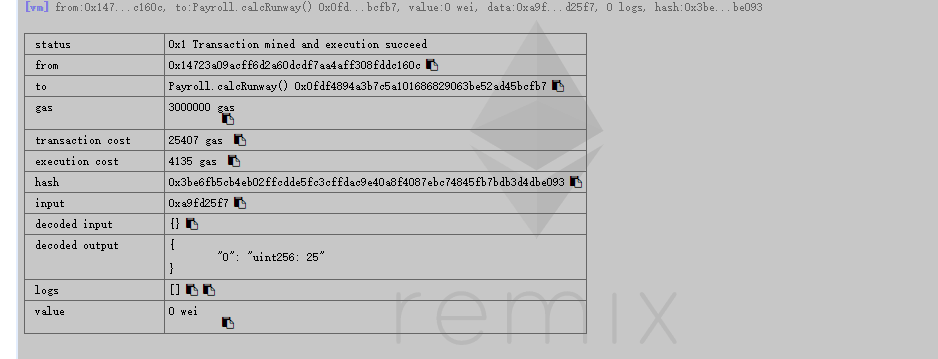 [vm] from:0x147...c160c, to:Payroll.calcRunway() 0x0fd...bcfb7, value:0 wei, data:0xa9f...d25f7, 0 logs, hash:0x3be...be093
status 0x1 Transaction mined and execution succeed
from 0x14723a09acff6d2a60dcdf7aa4aff308fddc160c
to Payroll.calcRunway() 0x0fdf4894a3b7c5a101686829063be52ad45bcfb7
gas 3000000 gas
transaction cost 25407 gas
execution cost 4135 gas
hash 0x3be6fb5cb4eb02ffcdde5fc3cffdac9e40a8f4087ebc74845fb7bdb3d4dbe093
input 0xa9fd25f7
decoded input {}
decoded output {
"0": "uint256: 25"
}
logs []
value 0 wei
remix